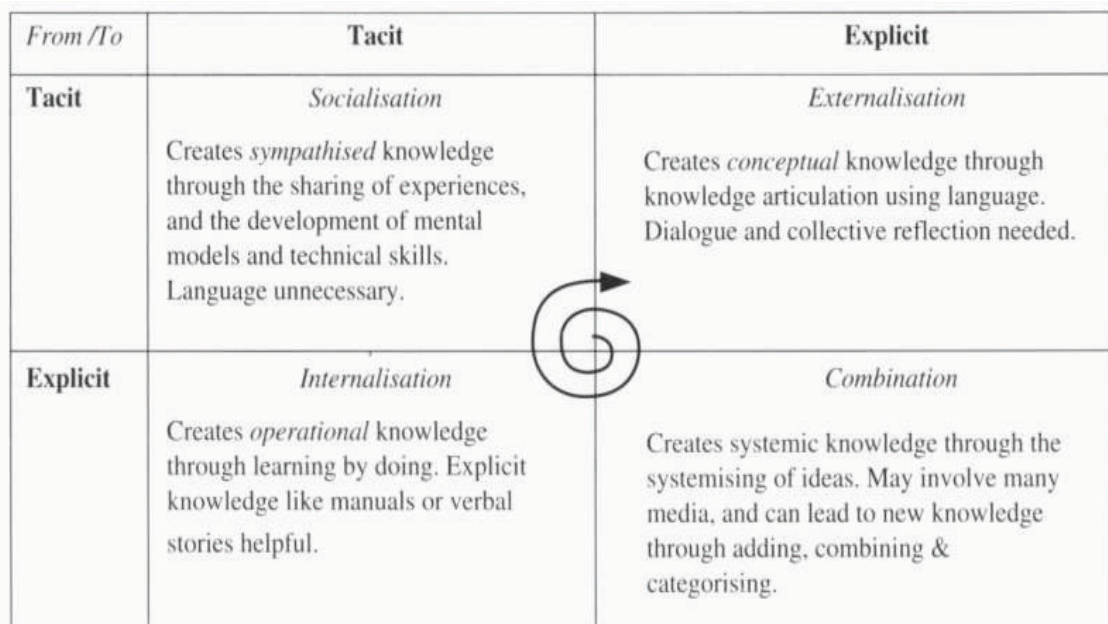 From /To
Tacit
Explicit
Tacit
Socialisation
Creates sympathised knowledge
through the sharing of experiences,
and the development of mental
models and technical skills.
Language unnecessary.
Externalisation
Creates conceptual knowledge through
knowledge articulation using language.
Dialogue and collective reflection needed.
Explicit
Internalisation
Creates operational knowledge
through learning by doing. Explicit
knowledge like manuals or verbal
stories helpful.
Combination
Creates systemic knowledge through the
systemising of ideas. May involve many
media, and can lead to new knowledge
through adding, combining &
categorising.